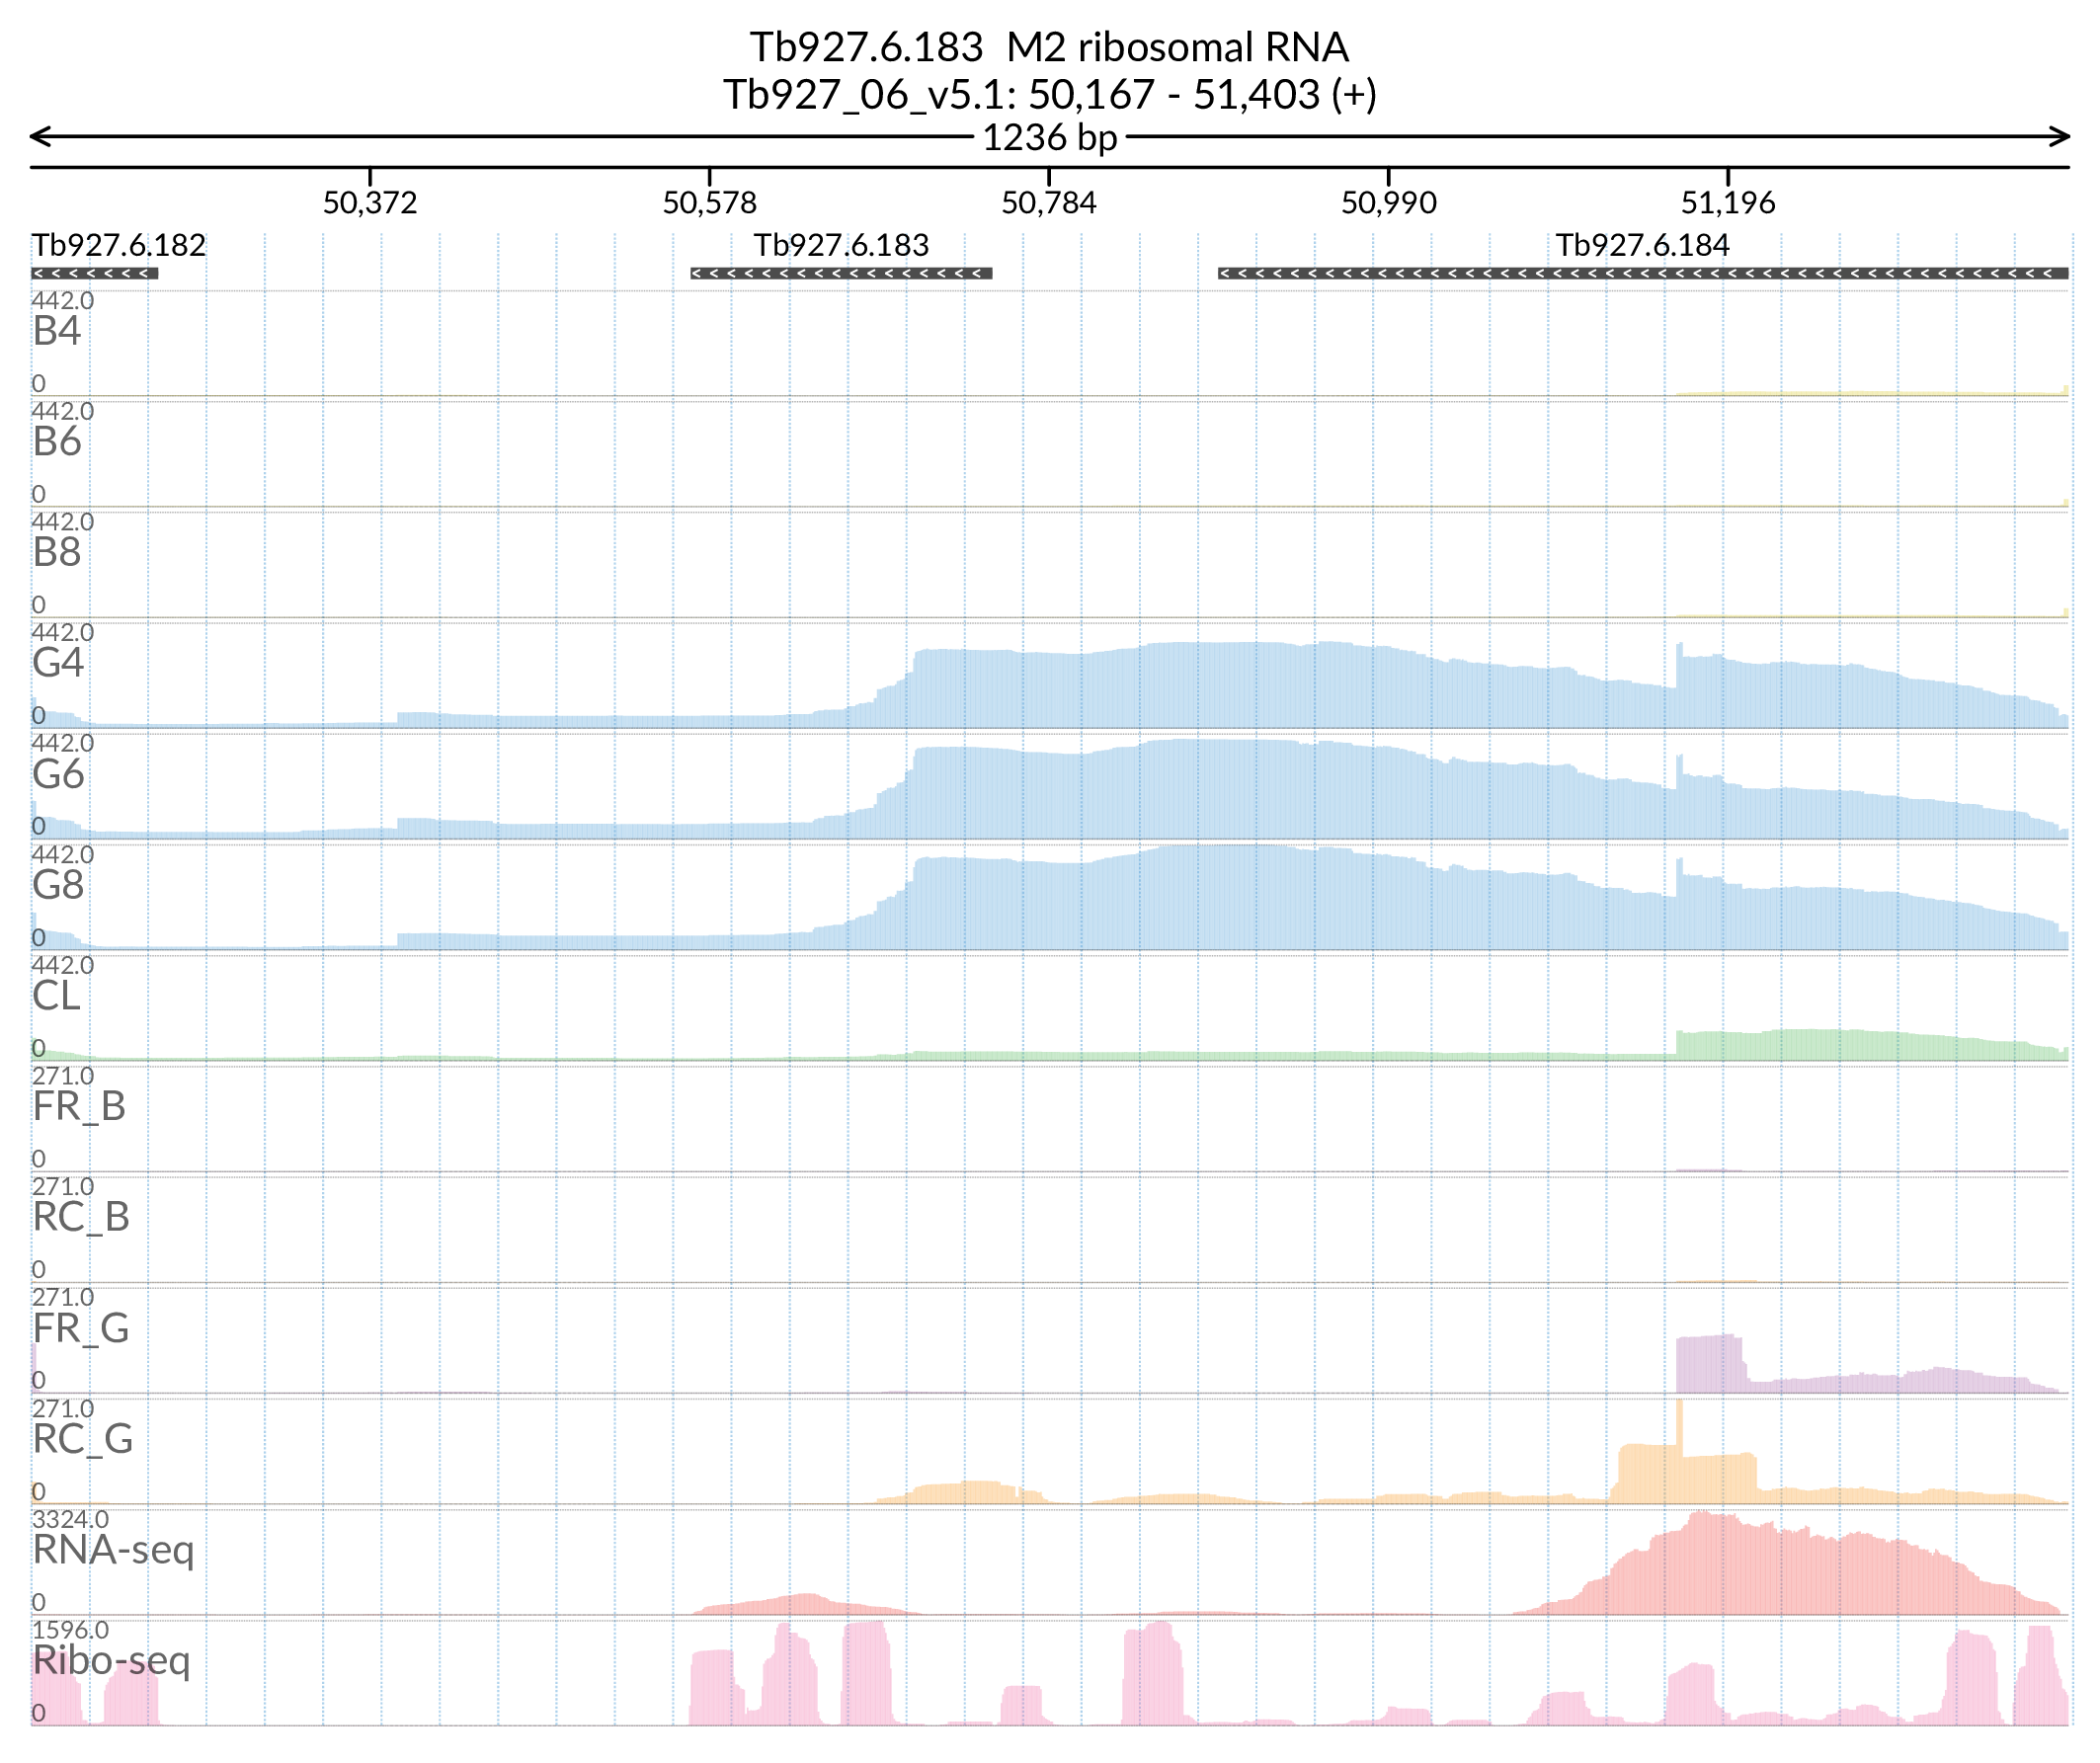 Tb927.6.183 M2 ribosomal RNA
Tb927_06_v5.1: 50,167 - 51,403 (+)
1236 bp
50,372 50,578 50,784 50,990 51,196
Tb927.6.182 Tb927.6.183 Tb927.6.184
442.0
B4
0
442.0
B6
0
442.0
B8
0
442.0
G4
0
442.0
G6
0
442.0
G8
0
442.0
CL
0
271.0
FR_B
0
271.0
RC_B
0
271.0
FR_G
0
271.0
RC_G
0
3324.0
RNA-seq
0
1596.0
Ribo-seq
0